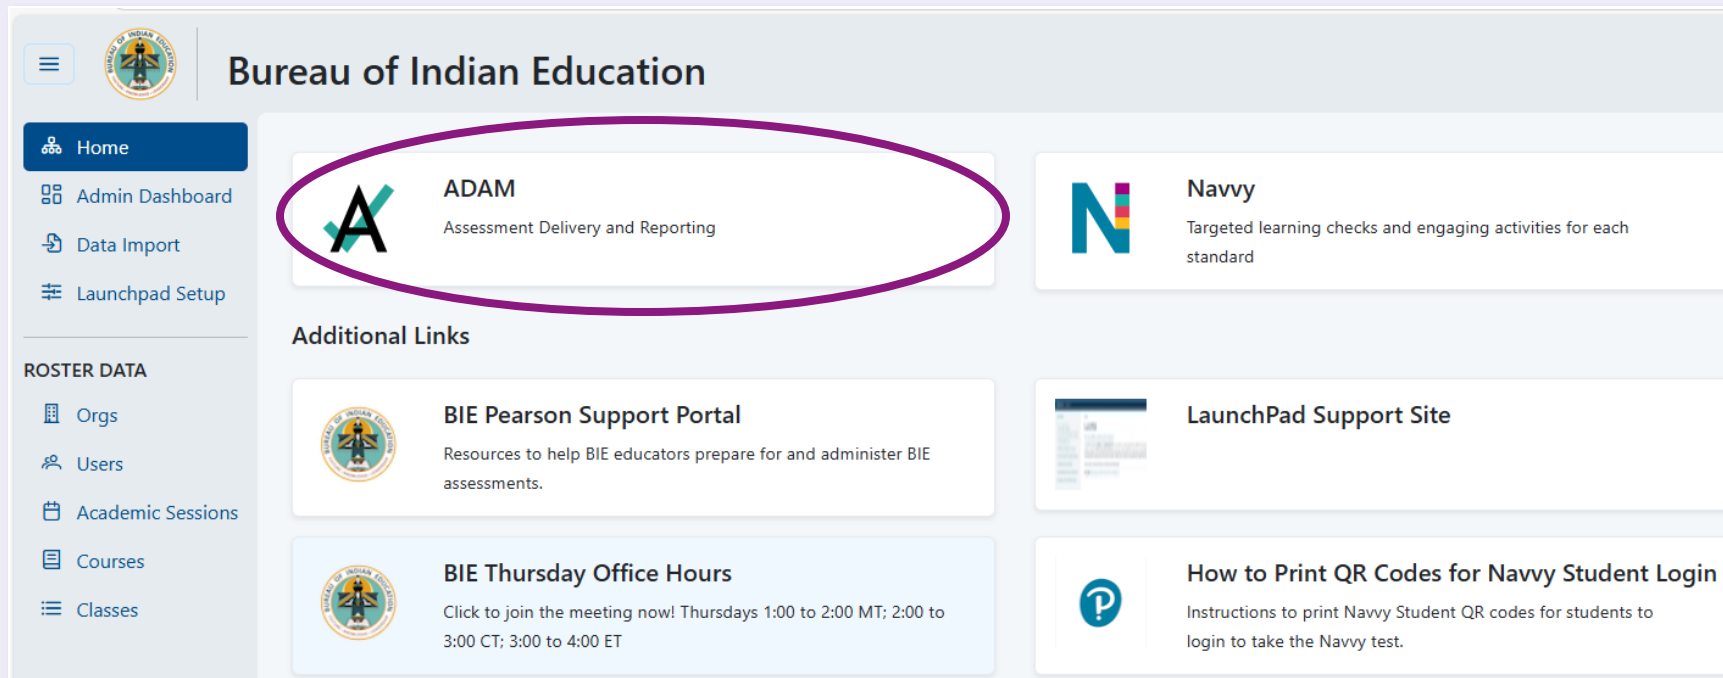 Bureau of Indian Education
Home
Admin Dashboard
Data Import
Launchpad Setup
ROSTER DATA
Orgs
Users
Academic Sessions
Courses
Classes
ADAM
Assessment Delivery and Reporting
Navvy
Targeted learning checks and engaging activities for each
standard
Additional Links
BIE Pearson Support Portal
Resources to help BIE educators prepare for and administer BIE
assessments.
LaunchPad Support Site
BIE Thursday Office Hours
Click to join the meeting now! Thursdays 1:00 to 2:00 MT; 2:00 to
3:00 CT; 3:00 to 4:00 ET
How to Print QR Codes for Navvy Student Login
Instructions to print Navvy Student QR codes for students to
login to take the Navvy test.